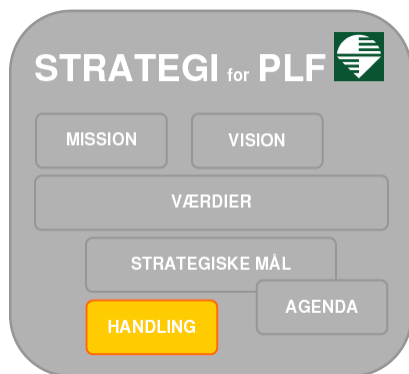 STRATEGI for PLF
MISSION
VISION
VÆRDIER
STRATEGISKE MÅL
AGENDA
HANDLING